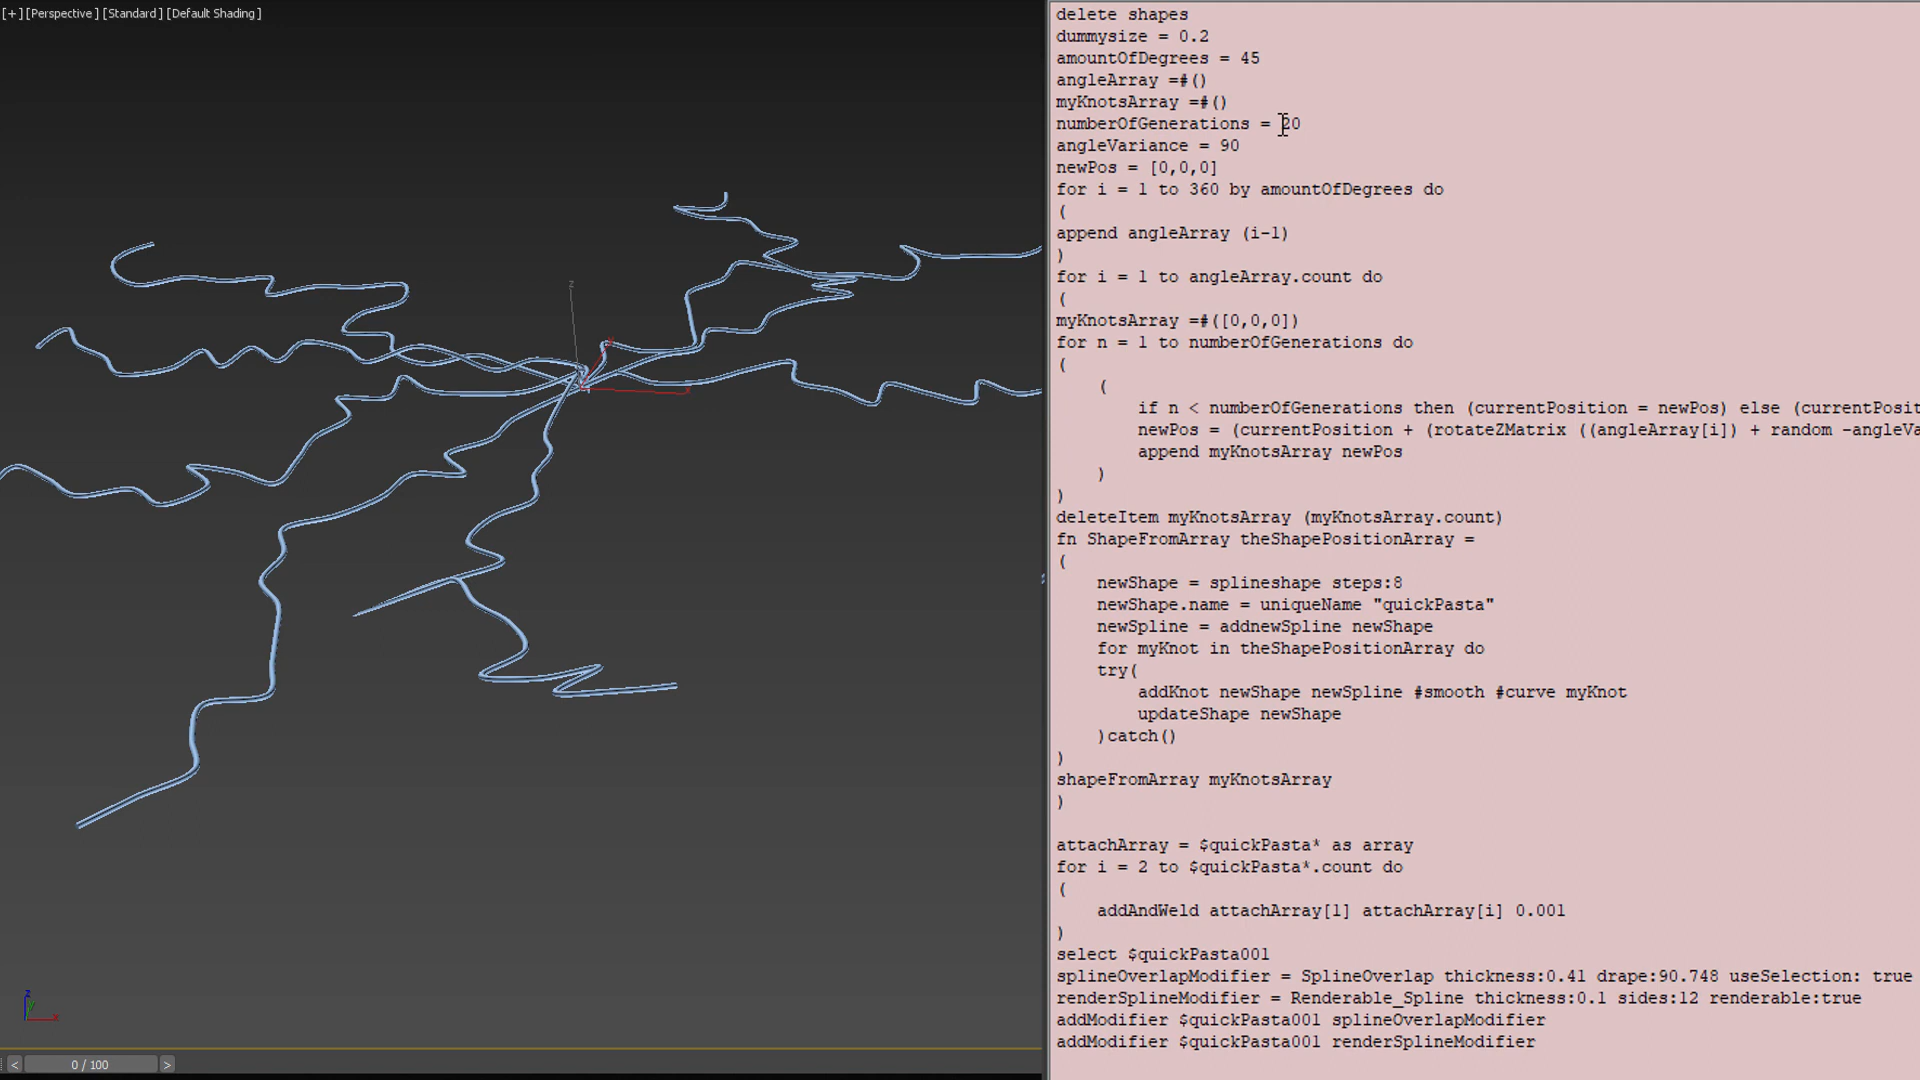 [+] [Perspective] [Standard] [Default Shading]
z
x
z
y
x
< 0 / 100 >
delete shapes
dummysize = 0.2
amountOfDegrees = 45
angleArray =#()
myKnotsArray =#()
numberOfGenerations = 20
angleVariance = 90
newPos = [0,0,0]
for i = 1 to 360 by amountOfDegrees do
(
append angleArray (i-1)
)
for i = 1 to angleArray.count do
(
myKnotsArray =#([0,0,0])
for n = 1 to numberOfGenerations do
(
(
if n < numberOfGenerations then (currentPosition = newPos) else (currentPosit
newPos = (currentPosition + (rotateZMatrix ((angleArray[i]) + random -angleVa
append myKnotsArray newPos
)
)
deleteItem myKnotsArray (myKnotsArray.count)
fn ShapeFromArray theShapePositionArray =
(
newShape = splineshape steps:8
newShape.name = uniqueName "quickPasta"
newSpline = addnewSpline newShape
for myKnot in theShapePositionArray do
try(
addKnot newShape newSpline #smooth #curve myKnot
updateShape newShape
)catch()
)
shapeFromArray myKnotsArray
)
attachArray = $quickPasta* as array
for i = 2 to $quickPasta*.count do
(
addAndWeld attachArray[1] attachArray[i] 0.001
)
select $quickPasta001
splineOverlapModifier = SplineOverlap thickness:0.41 drape:90.748 useSelection: true
renderSplineModifier = Renderable_Spline thickness:0.1 sides:12 renderable:true
addModifier $quickPasta001 splineOverlapModifier
addModifier $quickPasta001 renderSplineModifier